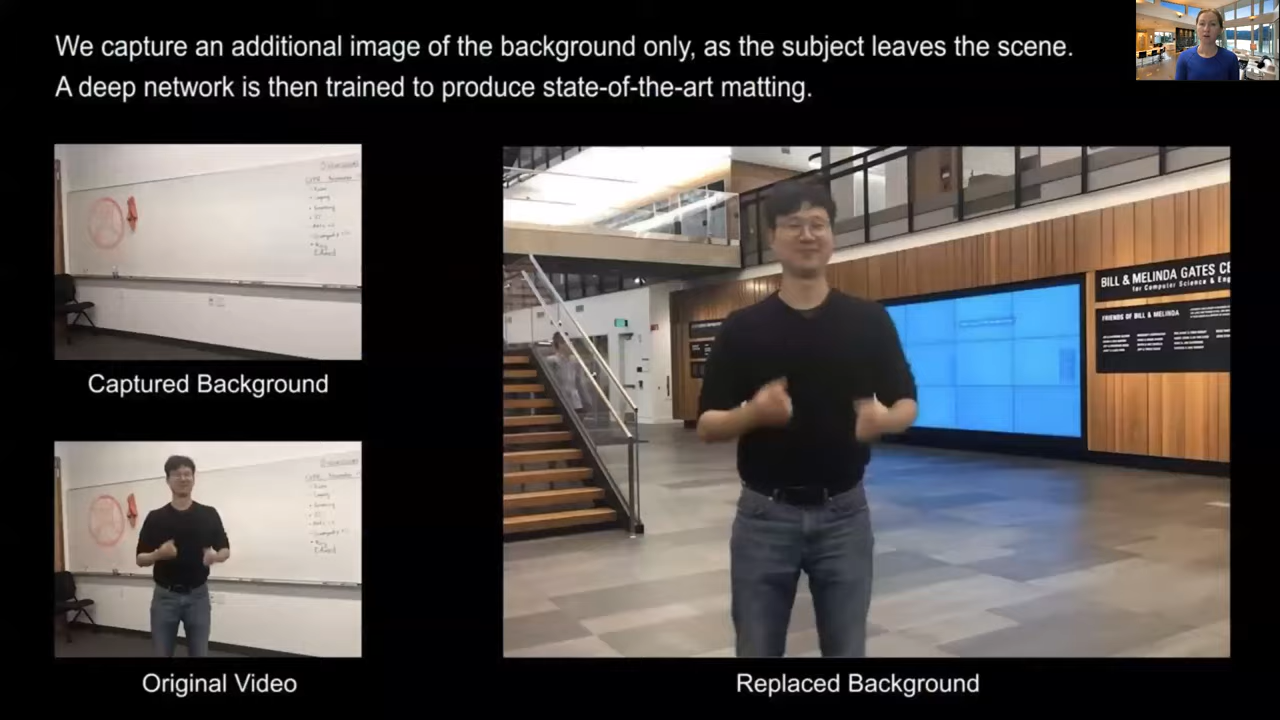 We capture an additional image of the background only, as the subject leaves the scene.
A deep network is then trained to produce state-of-the-art matting.
Captured Background
BILL & MELINDA GATES CE
for Computer Science & Eng
FRIENDS OF BILL & MELINDA
Original Video
Replaced Background